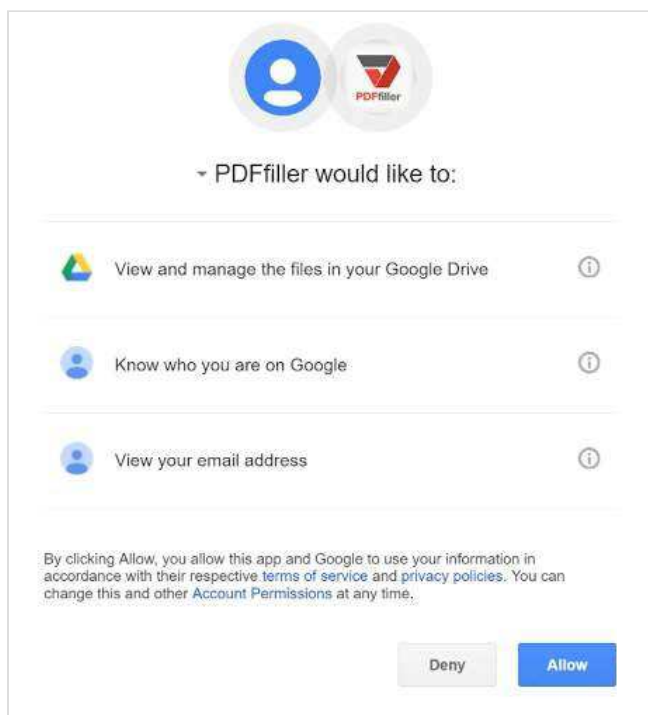 PDFfiller
PDFfiller would like to:
View and manage the files in your Google Drive
Know who you are on Google
View your email address
By clicking Allow, you allow this app and Google to use your information in
accordance with their respective terms of service and privacy policies. You can
change this and other Account Permissions at any time.
Deny Allow